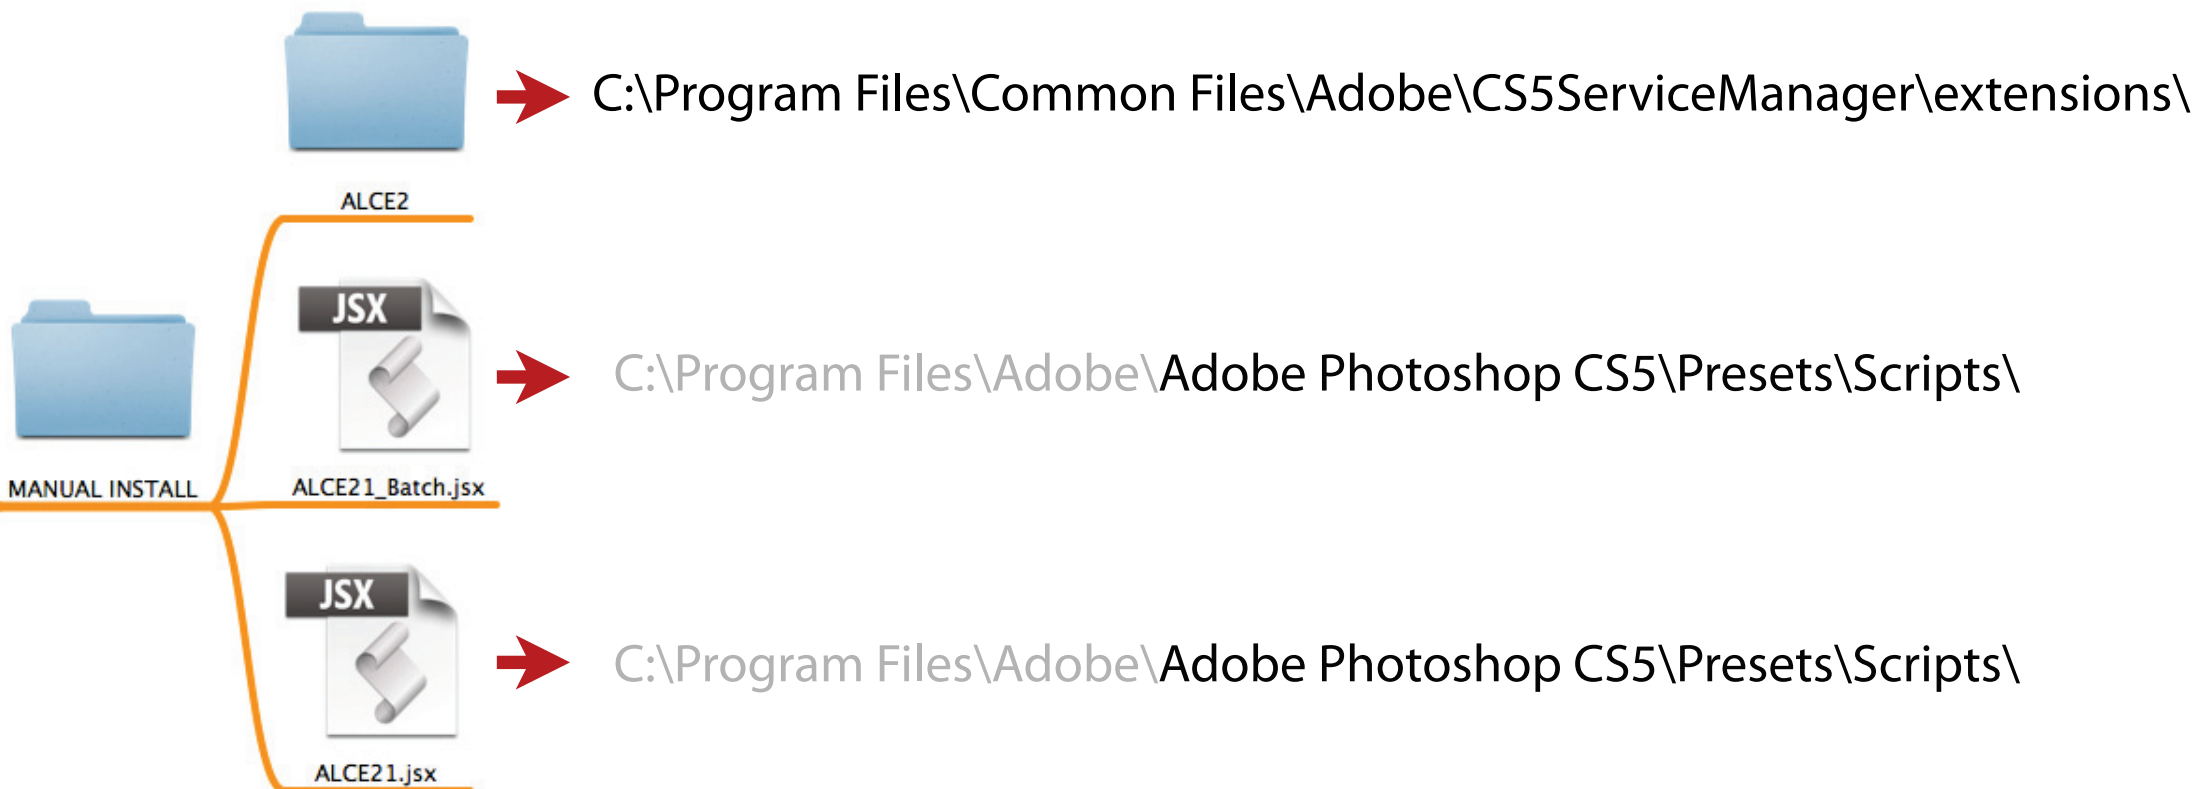 C:\Program Files\Common Files\Adobe\CS5ServiceManager\extensions\
ALCE2
JSX
C:\Program Files\Adobe\Adobe Photoshop CS5\Presets\Scripts\
MANUAL INSTALL
ALCE21_Batch.jsx
JSX
C:\Program Files\Adobe\Adobe Photoshop CS5\Presets\Scripts\
ALCE21.jsx